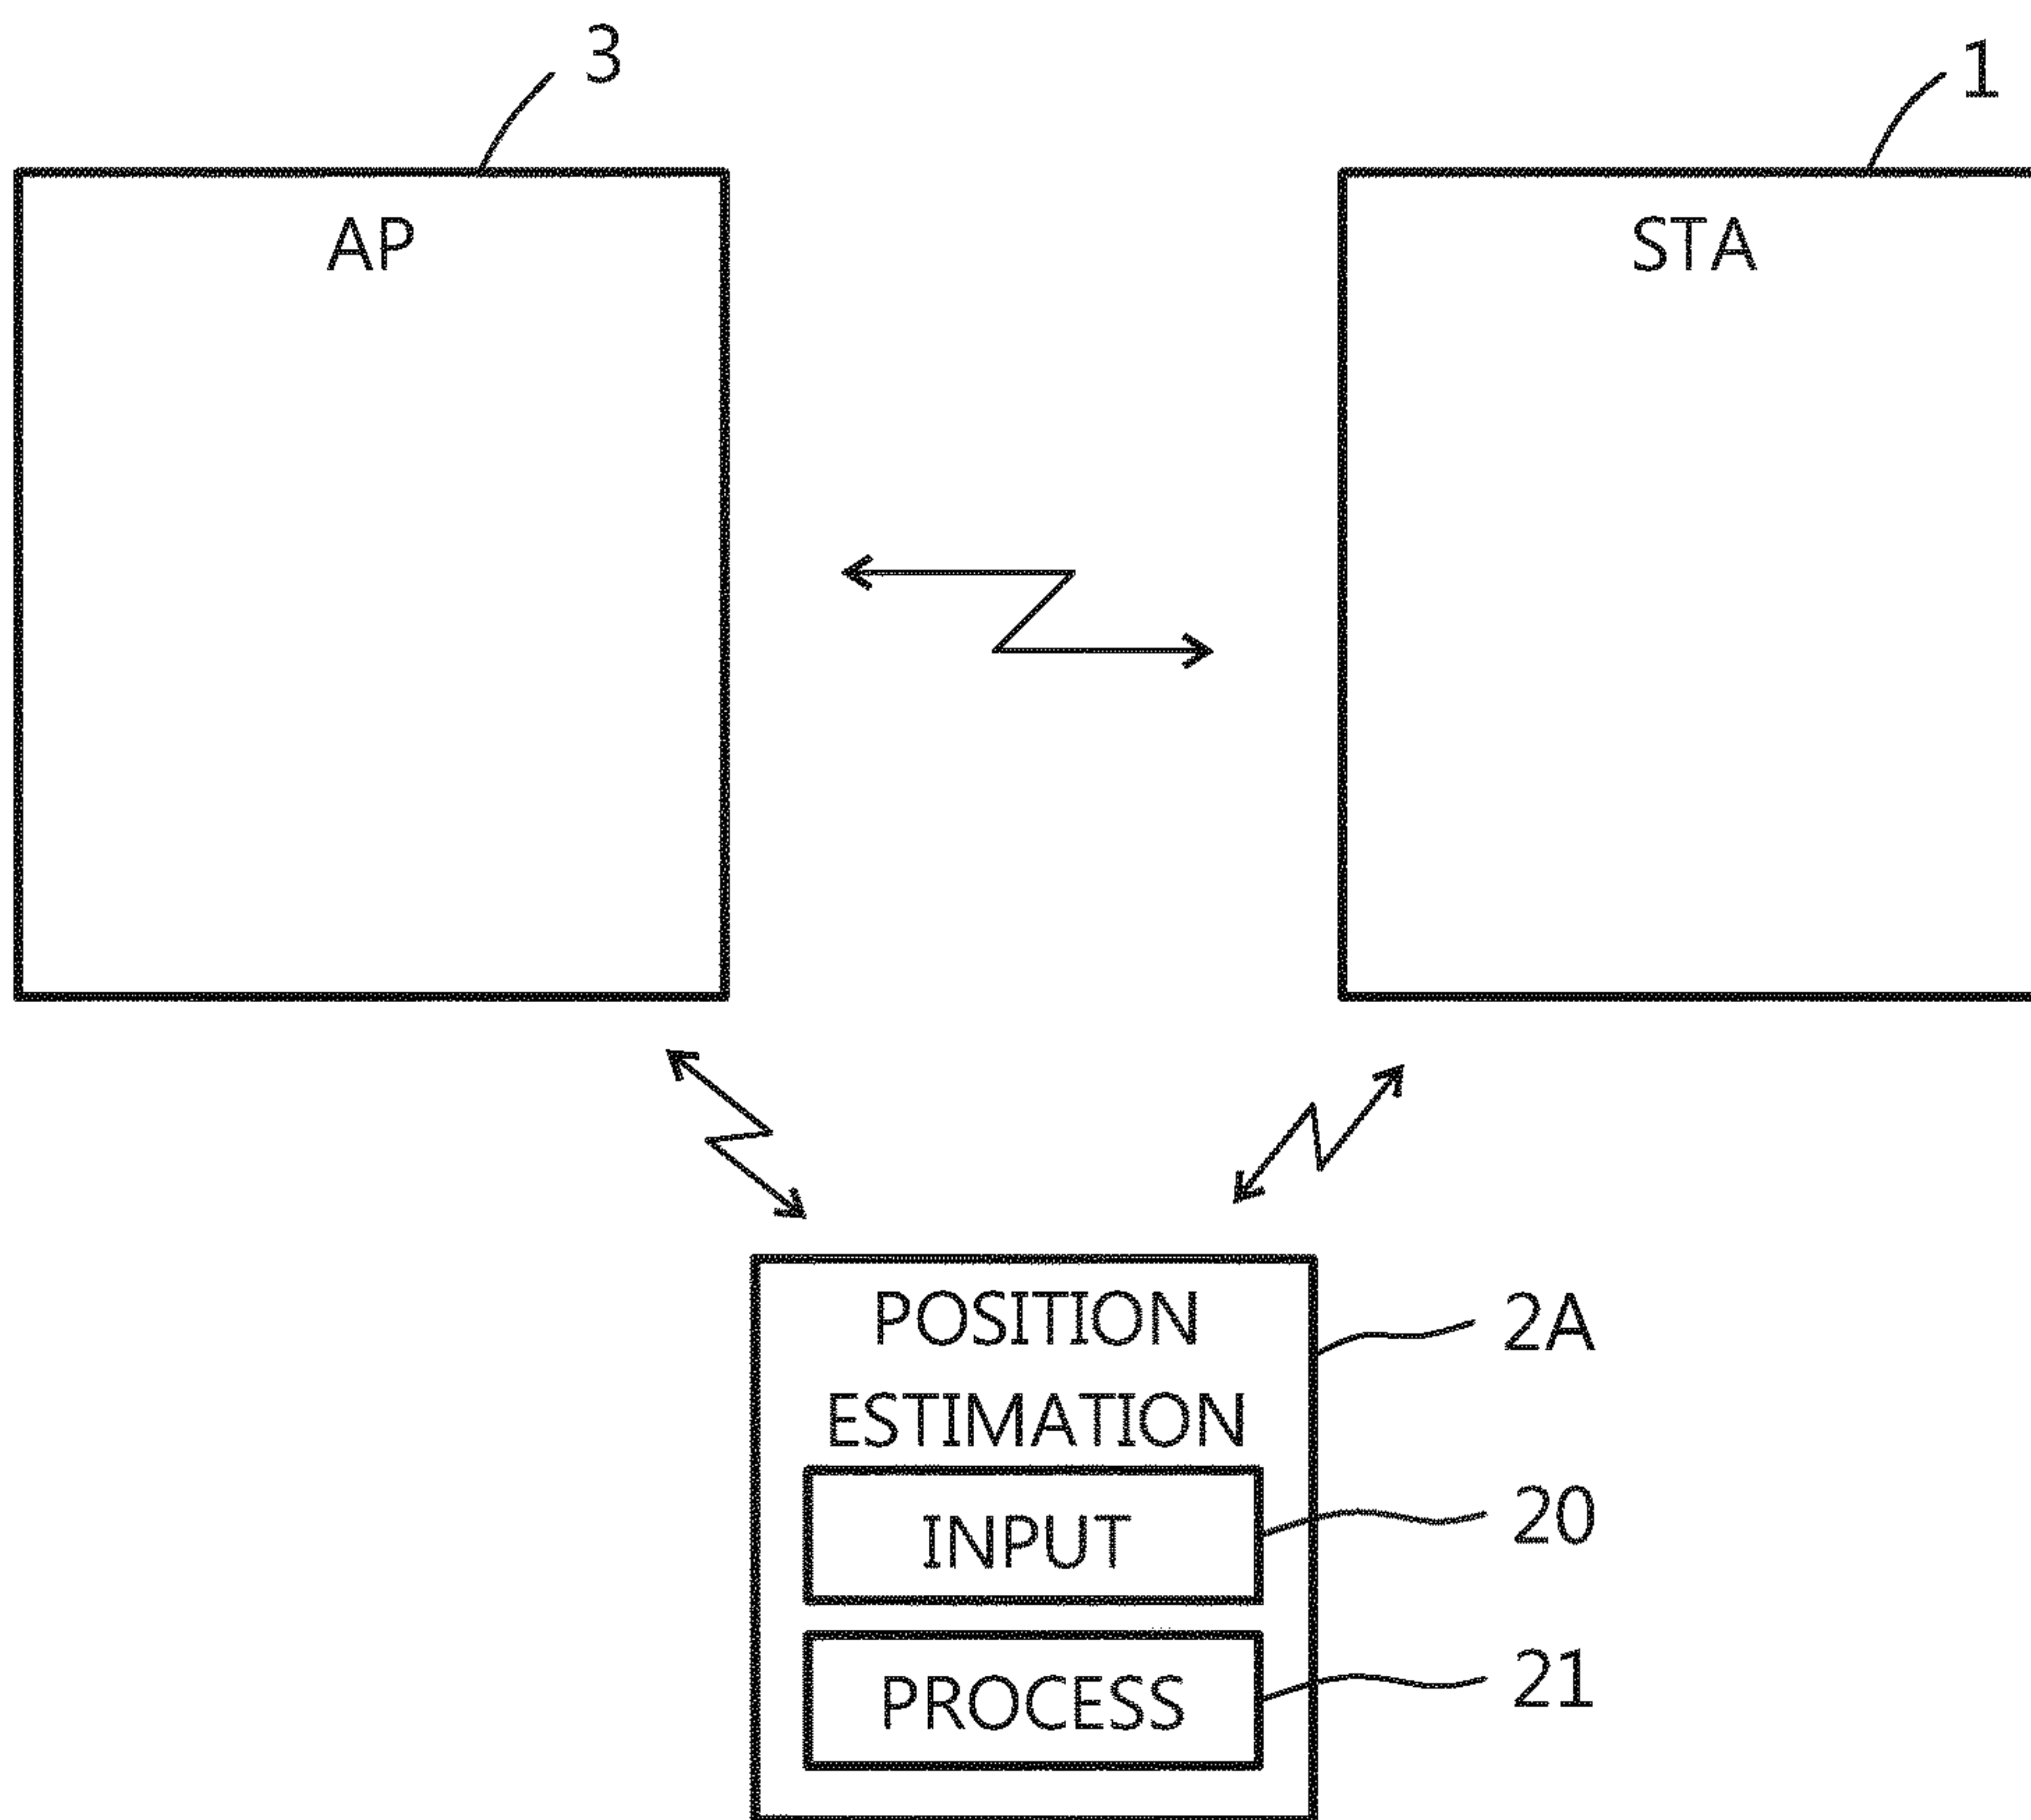 3
1
AP
STA
POSITION
ESTIMATION
2A
INPUT
20
PROCESS
21